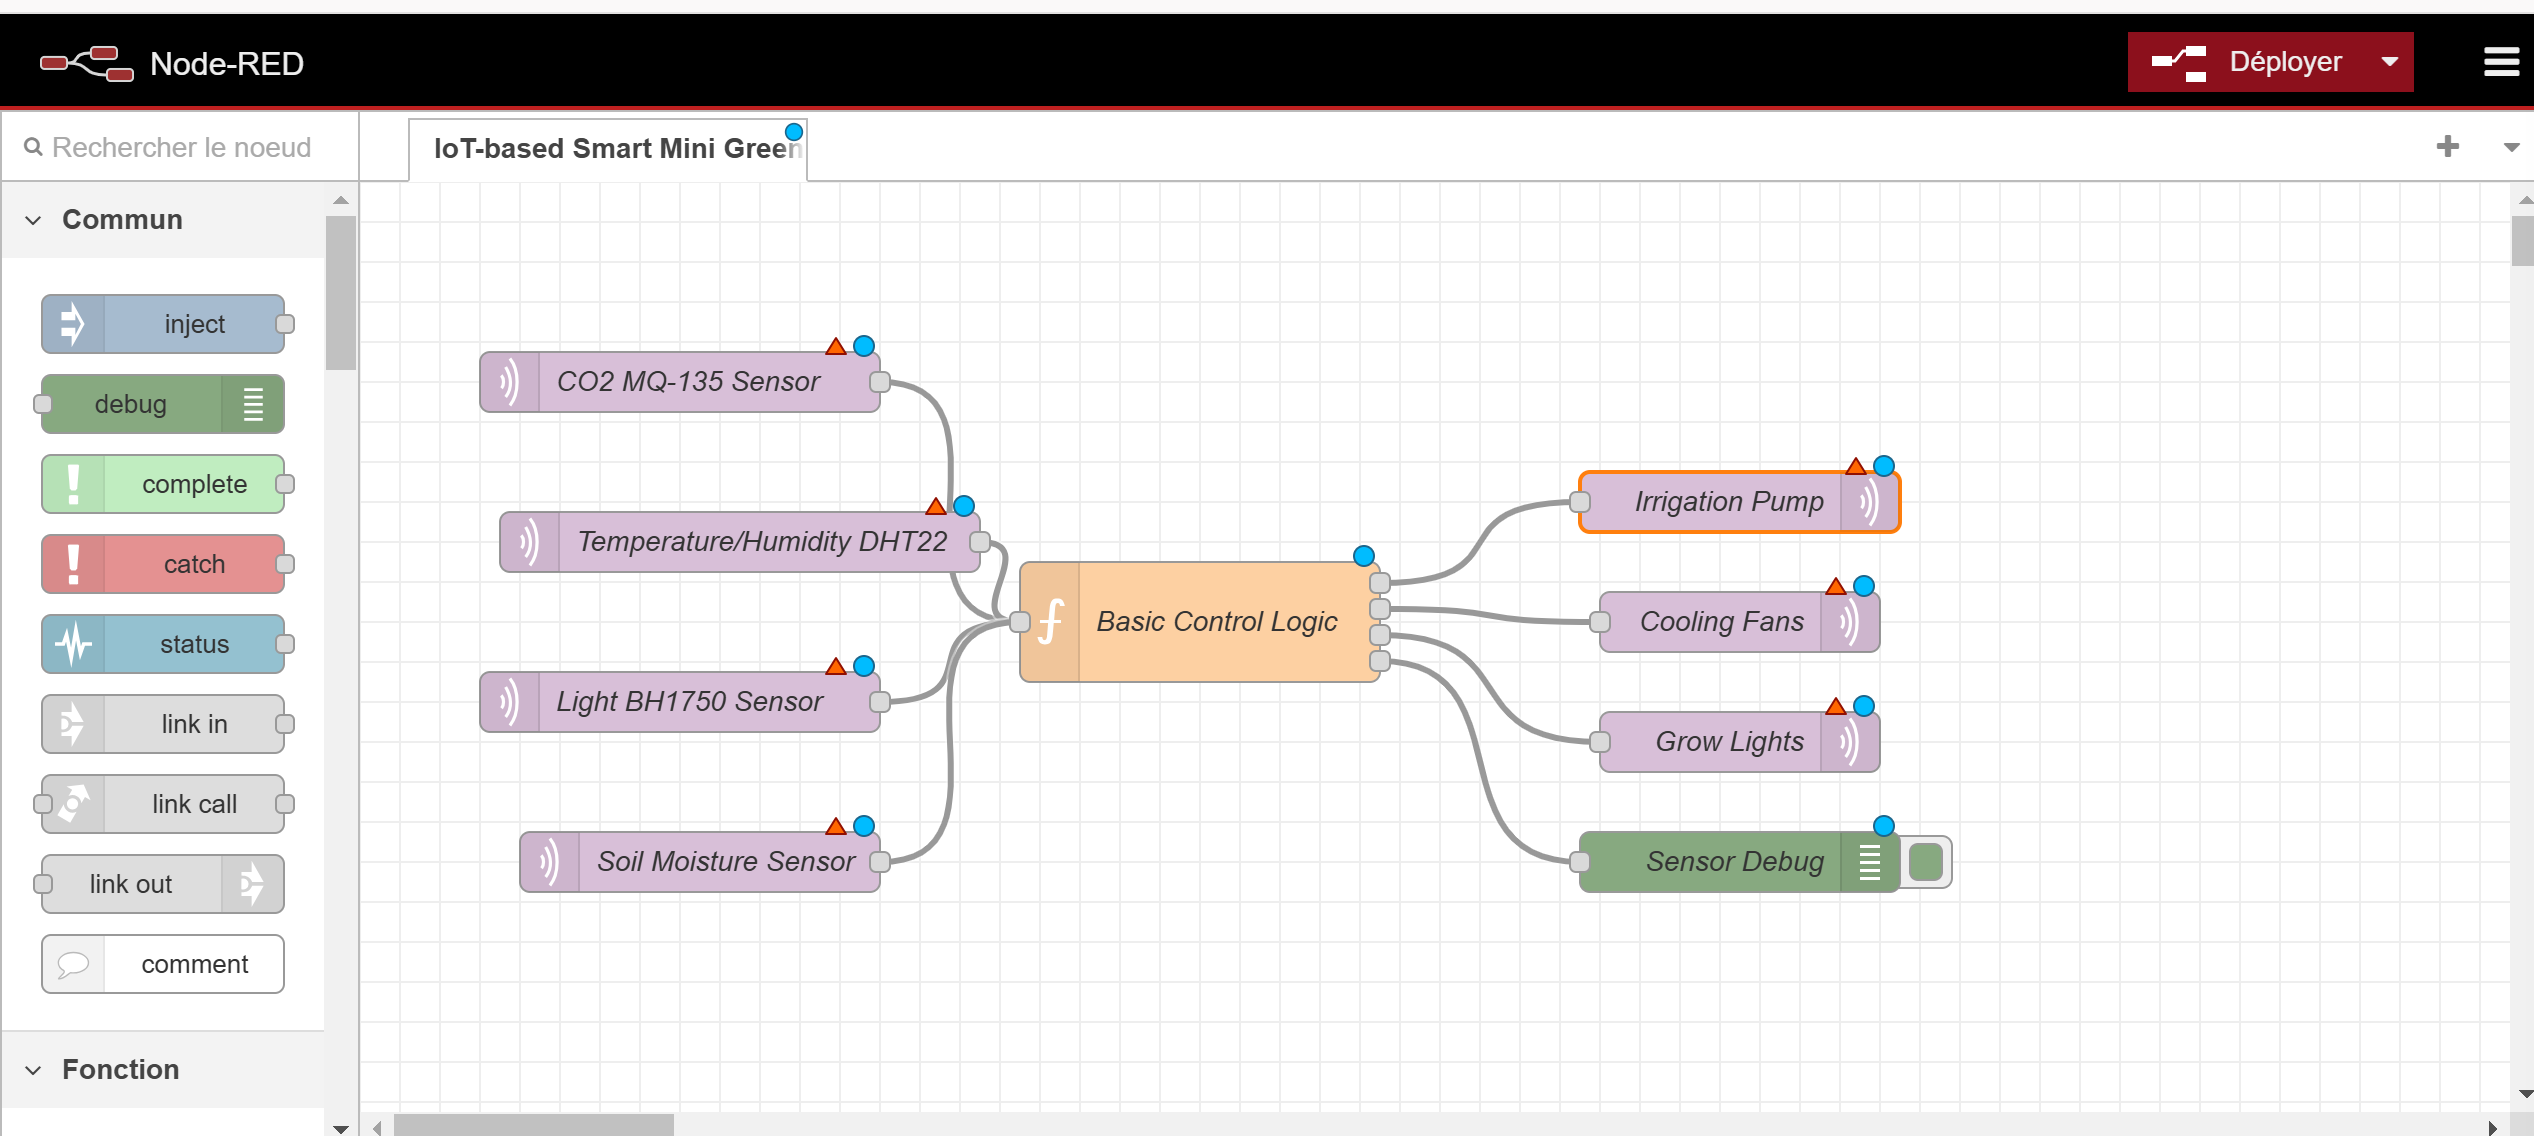 Node-RED
Déployer
Rechercher le noeud
IoT-based Smart Mini Green
Commun
inject
debug
complete
catch
status
link in
link call
link out
comment
Fonction
CO2 MQ-135 Sensor
Temperature/Humidity DHT22
Light BH1750 Sensor
Soil Moisture Sensor
Basic Control Logic
Irrigation Pump
Cooling Fans
Grow Lights
Sensor Debug